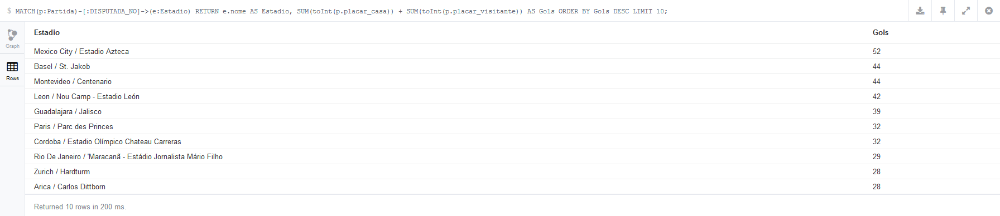 $ MATCH(p:Partida)-[:DISPUTADA_NO]->(e:Estadio) RETURN e.nome AS Estadio, SUM(toInt(p.placar_casa)) + SUM(toInt(p.placar_visitante)) AS Gols ORDER BY Gols DESC LIMIT 10;
Graph
Rows
Estadio Gols
Mexico City / Estadio Azteca 52
Basel / St. Jakob 44
Montevideo / Centenario 44
Leon / Nou Camp - Estadio León 42
Guadalajara / Jalisco 39
Paris / Parc des Princes 32
Cordoba / Estadio Olímpico Chateau Carreras 32
Rio De Janeiro / 'Maracanã - Estádio Jornalista Mário Filho 29
Zurich / Hardturm 28
Arica / Carlos Dittborn 28
Returned 10 rows in 200 ms.